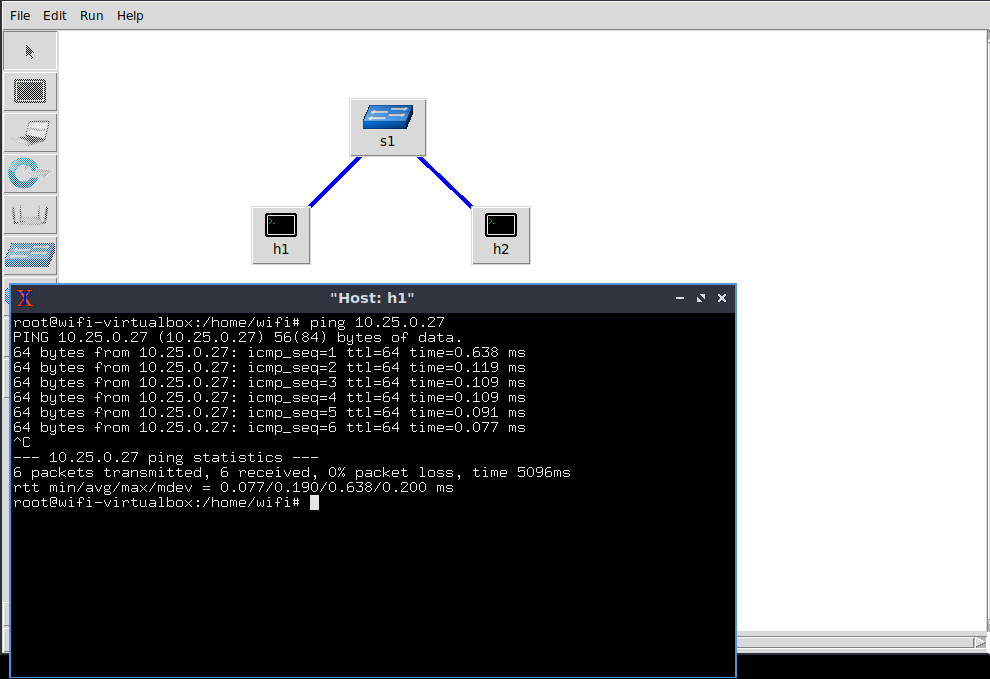 File Edit Run Help
s1
h1 h2
"Host: h1"
root@wifi-virtualbox:/home/wifi# ping 10.25.0.27
PING 10.25.0.27 (10.25.0.27) 56(84) bytes of data.
64 bytes from 10.25.0.27: icmp_seq=1 ttl=64 time=0.638 ms
64 bytes from 10.25.0.27: icmp_seq=2 ttl=64 time=0.119 ms
64 bytes from 10.25.0.27: icmp_seq=3 ttl=64 time=0.109 ms
64 bytes from 10.25.0.27: icmp_seq=4 ttl=64 time=0.109 ms
64 bytes from 10.25.0.27: icmp_seq=5 ttl=64 time=0.091 ms
64 bytes from 10.25.0.27: icmp_seq=6 ttl=64 time=0.077 ms
^C
--- 10.25.0.27 ping statistics ---
6 packets transmitted, 6 received, 0% packet loss, time 5096ms
rtt min/avg/max/mdev = 0.077/0.190/0.638/0.200 ms
root@wifi-virtualbox:/home/wifi#